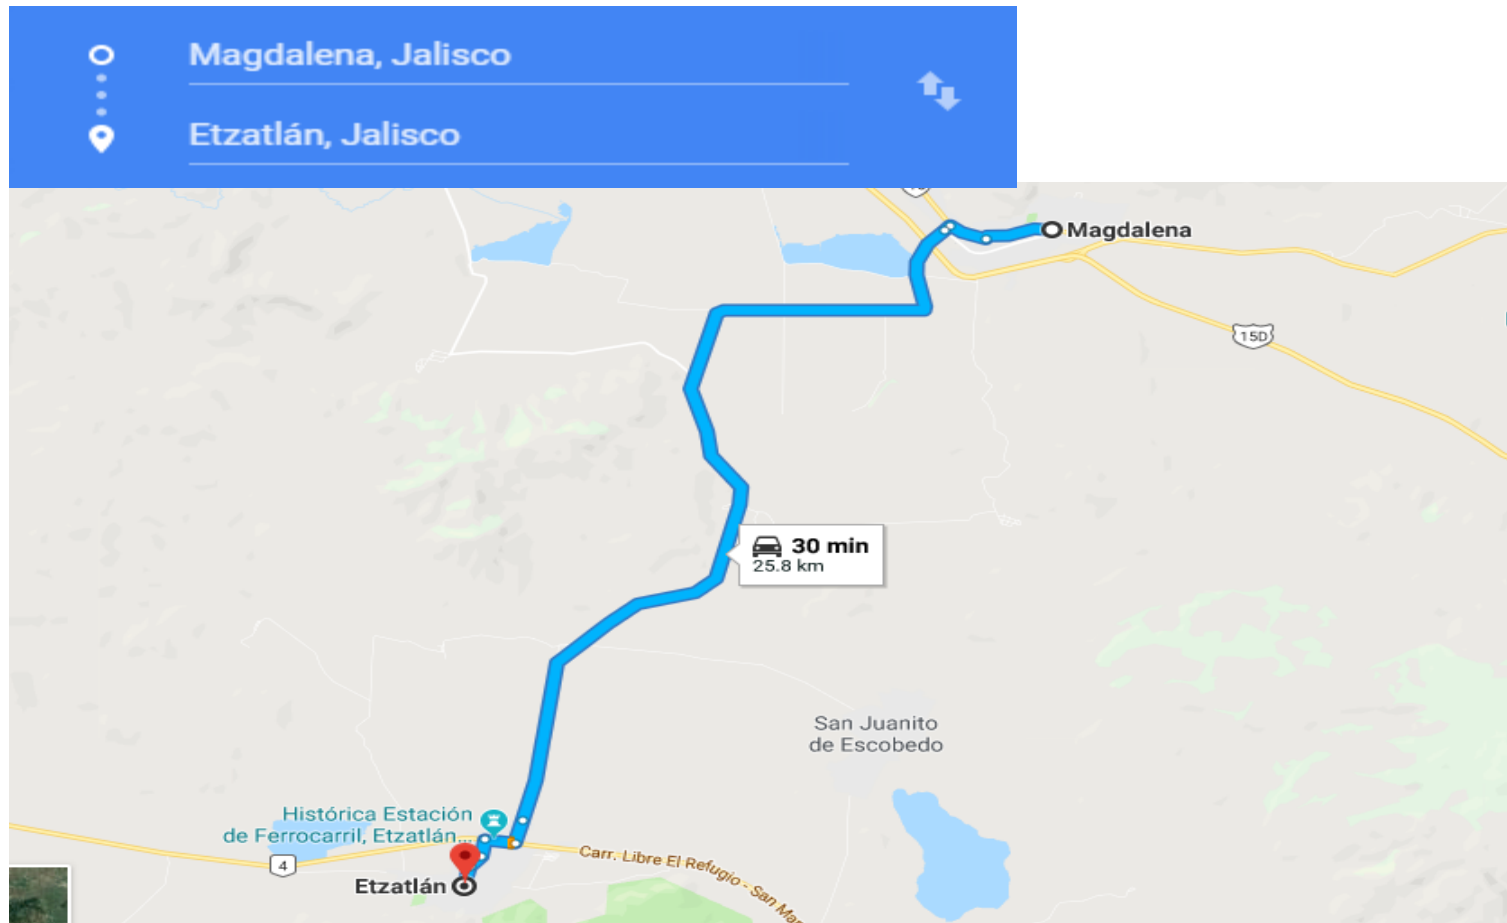 Magdalena, Jalisco
Etzatlán, Jalisco
Magdalena
15D
30 min
25.8 km
San Juanito
de Escobedo
Histórica Estación
de Ferrocarril, Etzatlán...
4
Carr. Libre El Refugio - San Mar
Etzatlán